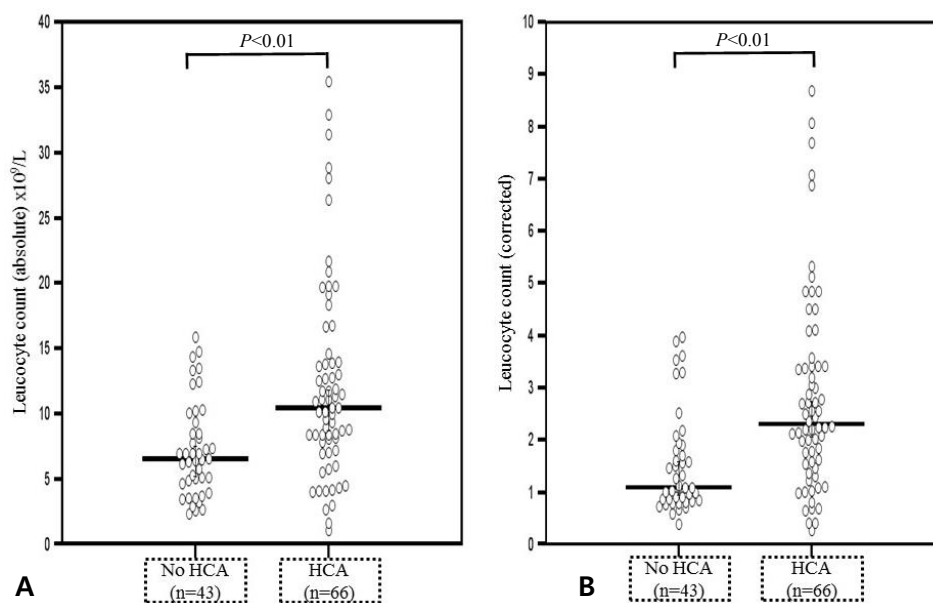 40
35
30
25
20
15
10
5
0
Leucocyte count (absolute) x10⁹/L
P<0.01
No HCA
(n=43)
HCA
(n=66)
A
10
9
8
7
6
5
4
3
2
1
0
Leucocyte count (corrected)
P<0.01
No HCA
(n=43)
HCA
(n=66)
B